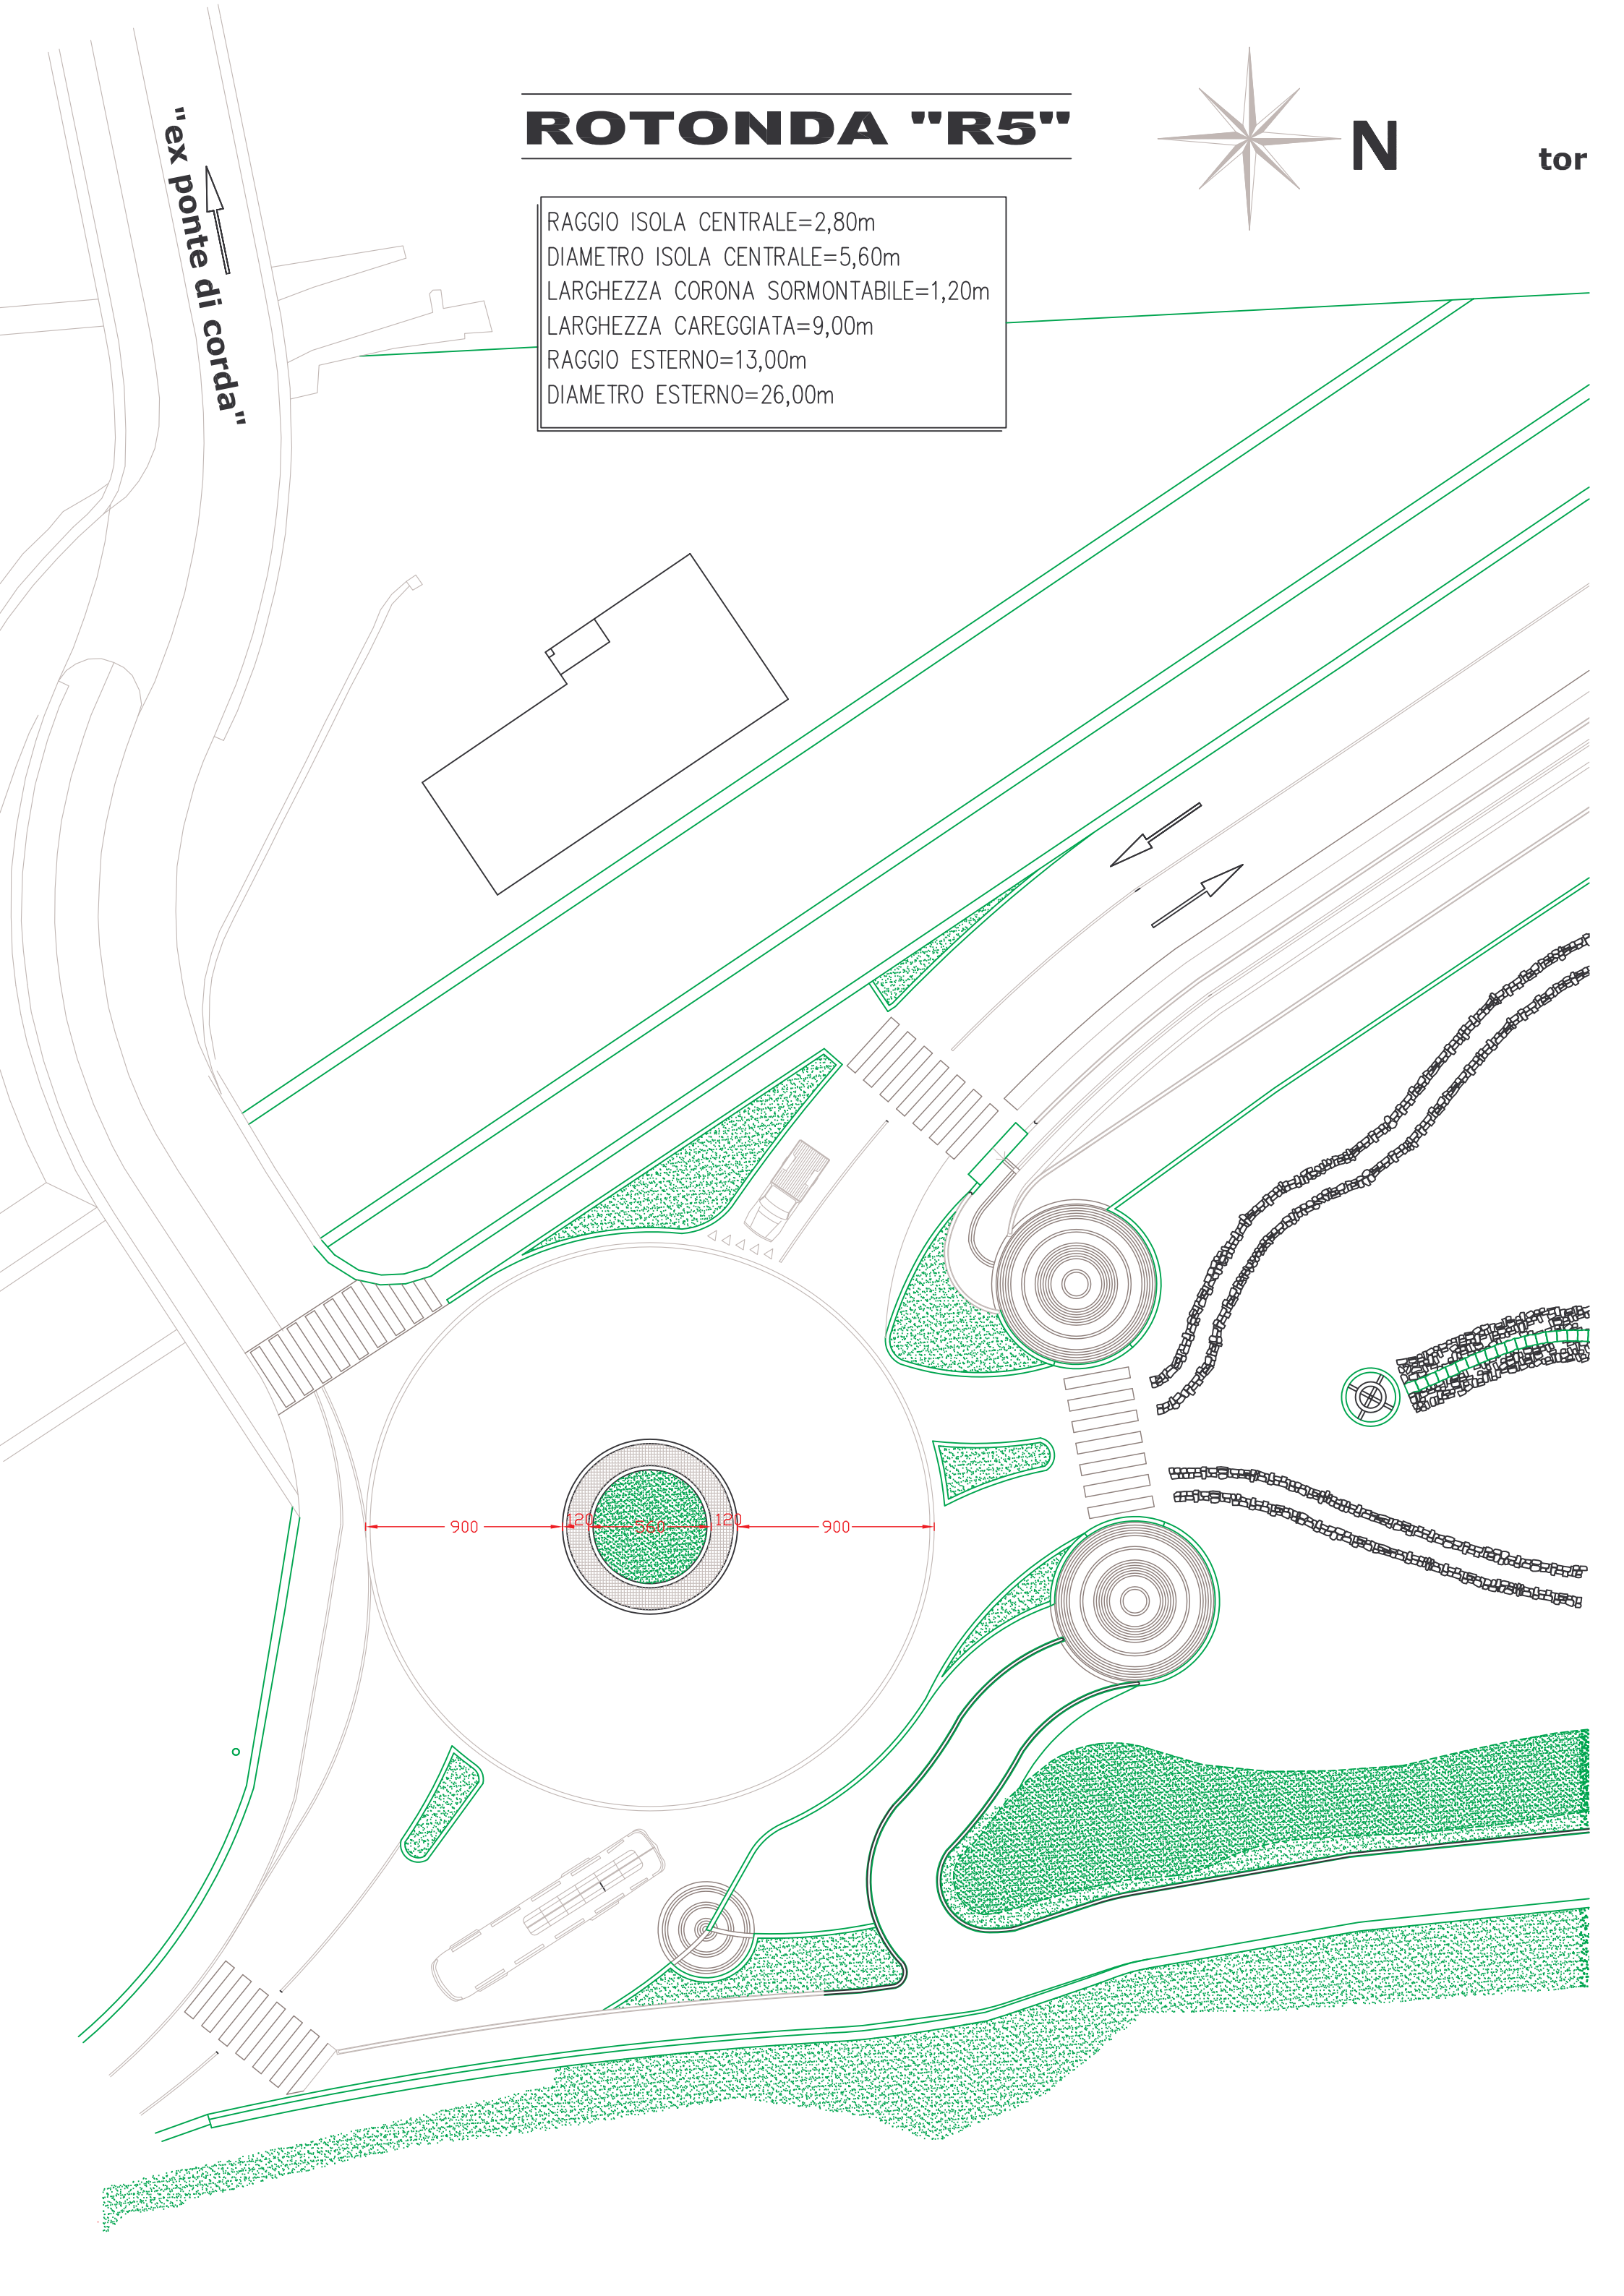 ROTONDA "R5"
N
tor
"ex ponte di corda"
RAGGIO ISOLA CENTRALE=2,80m
DIAMETRO ISOLA CENTRALE=5,60m
LARGHEZZA CORONA SORMONTABILE=1,20m
LARGHEZZA CAREGGIATA=9,00m
RAGGIO ESTERNO=13,00m
DIAMETRO ESTERNO=26,00m
900 120 560 120 900